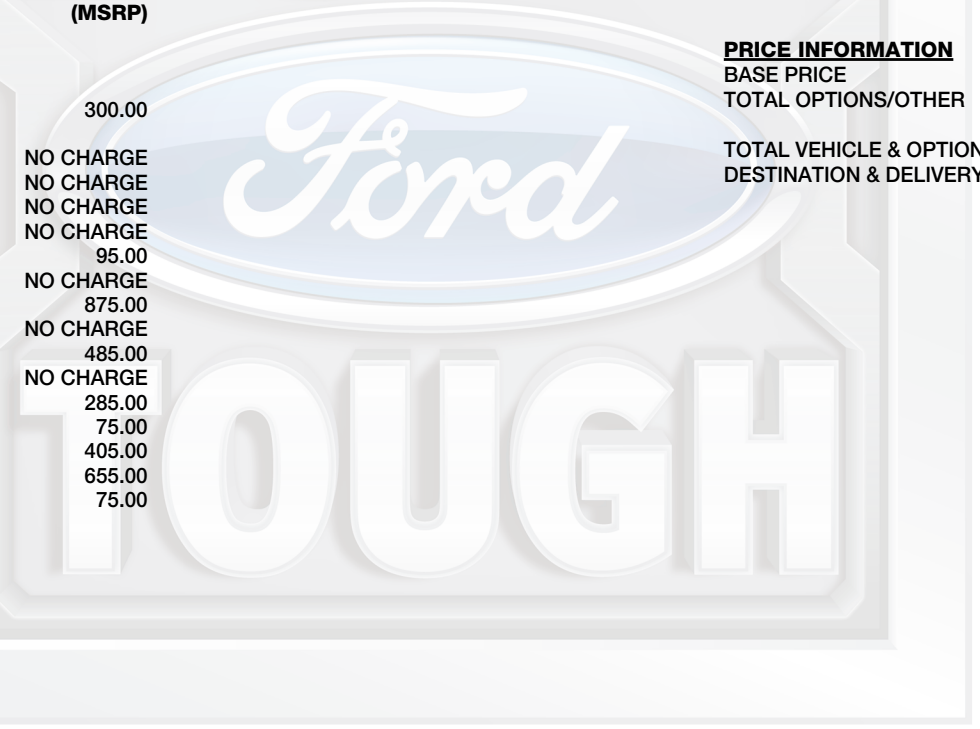 (MSRP)
300.00
NO CHARGE
NO CHARGE
NO CHARGE
NO CHARGE
95.00
NO CHARGE
875.00
NO CHARGE
485.00
NO CHARGE
285.00
75.00
405.00
655.00
75.00
PRICE INFORMATION
BASE PRICE
TOTAL OPTIONS/OTHER
TOTAL VEHICLE & OPTION
DESTINATION & DELIVERY
Ford
TOUGH